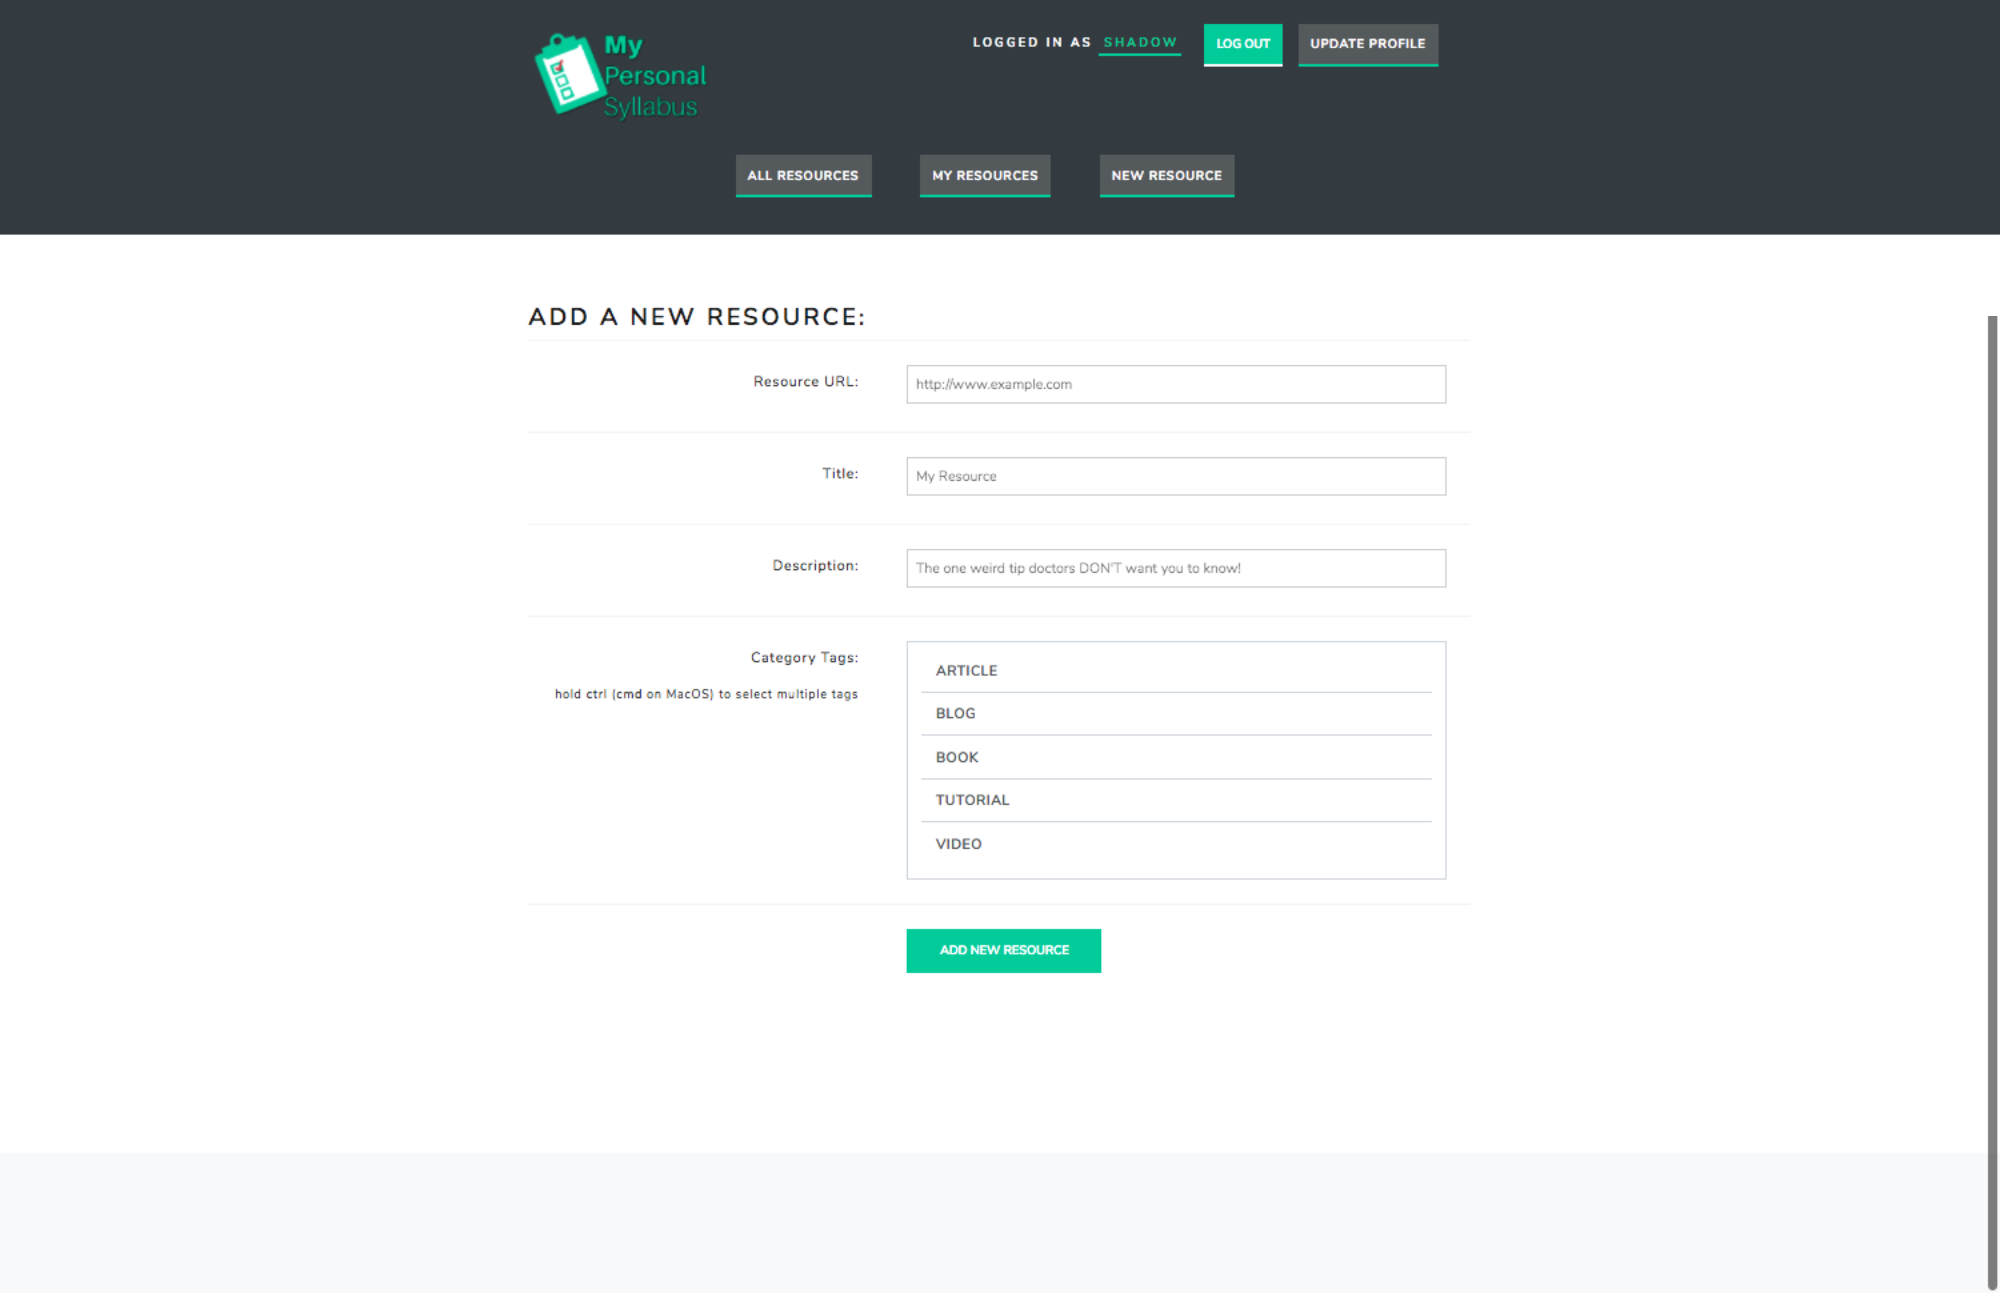 My
Personal
Syllabus
LOGGED IN AS SHADOW
LOG OUT
UPDATE PROFILE
ALL RESOURCES
MY RESOURCES
NEW RESOURCE
ADD A NEW RESOURCE:
Resource URL:
http://www.example.com
Title:
My Resource
Description:
The one weird tip doctors DON'T want you to know!
Category Tags:
hold ctrl (cmd on MacOS) to select multiple tags
ARTICLE
BLOG
BOOK
TUTORIAL
VIDEO
ADD NEW RESOURCE